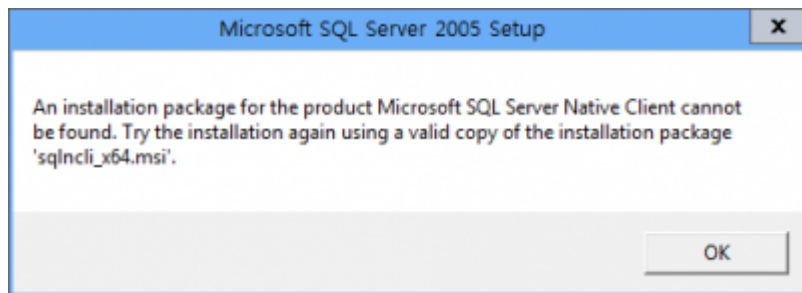 Microsoft SQL Server 2005 Setup
An installation package for the product Microsoft SQL Server Native Client cannot
be found. Try the installation again using a valid copy of the installation package
'sqlncli_x64.msi'.
OK